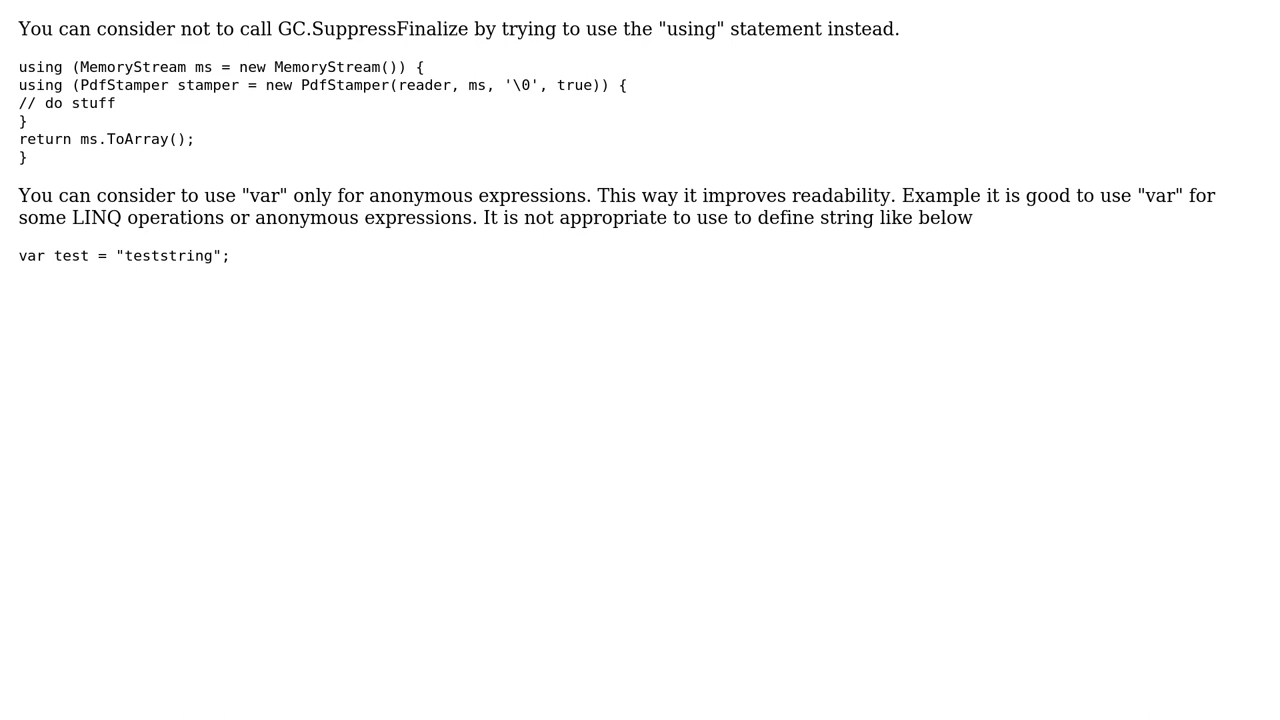 You can consider not to call GC.SuppressFinalize by trying to use the "using" statement instead.
using (MemoryStream ms = new MemoryStream()) {
using (PdfStamper stamper = new PdfStamper(reader, ms, '\0', true)) {
// do stuff
}
return ms.ToArray();
}
You can consider to use "var" only for anonymous expressions. This way it improves readability. Example it is good to use "var" for
some LINQ operations or anonymous expressions. It is not appropriate to use to define string like below
var test = "teststring";